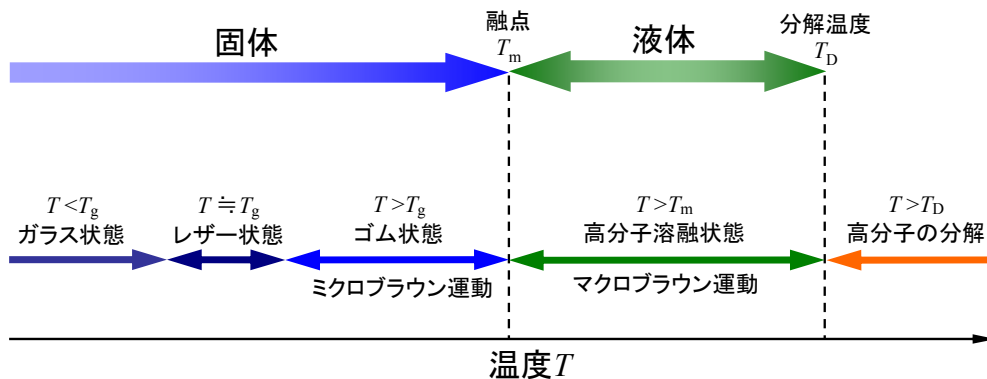 固体
融点
Tm
液体
分解温度
TD
T<Tg
ガラス状態
T≒Tg
レザー状態
T>Tg
ゴム状態
T>Tm
高分子溶融状態
T>TD
高分子の分解
ミクロブラウン運動
マクロブラウン運動
温度T